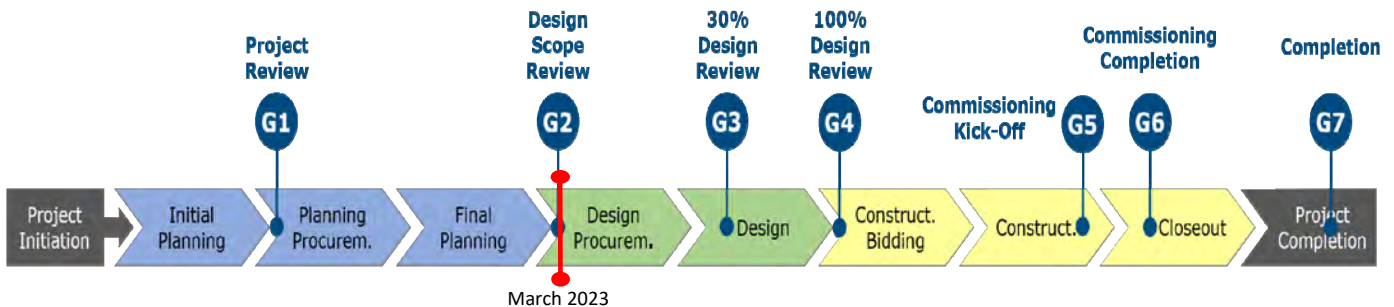 Project
Review
G1
Design
Scope
Review
G2
30%
Design
Review
G3
100%
Design
Review
G4
Commissioning
Kick-Off
G5
Commissioning
Completion
G6
Completion
G7
Project
Initiation
Initial
Planning
Planning
Procurem.
Final
Planning
Design
Procurem.
Design
Construct.
Bidding
Construct.
Closeout
Project
Completion
March 2023